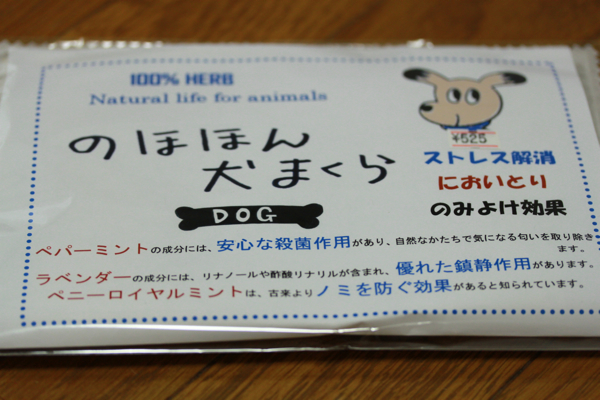 100% HERB
Natural life for animals
¥525
のほほん
犬まくら
DOG
ストレス解消
においとり
のみよけ効果
ペパーミントの成分には、安心な殺菌作用があり、自然なかたちで気になる匂いを取り除き
ます。
ラベンダーの成分には、リナノールや酢酸リナリルが含まれ、優れた鎮静作用があります。
ペニーロイヤルミントは、古来よりノミを防ぐ効果があると知られています。